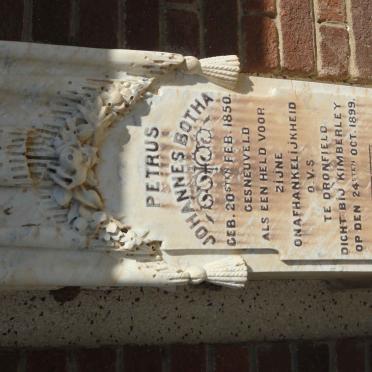 PETRUS
JOHANNES BOTHA
GEB. 20STEN FEB. 1850.
GESNEUVELD
ALS EEN HELD VOOR
ZIJNE
ONAFHANKELIJKHEID
O.V.S.
TE DRONFIELD
DICHT BIJ KIMBERLEY
OP DEN 24STEN OCT. 1899.